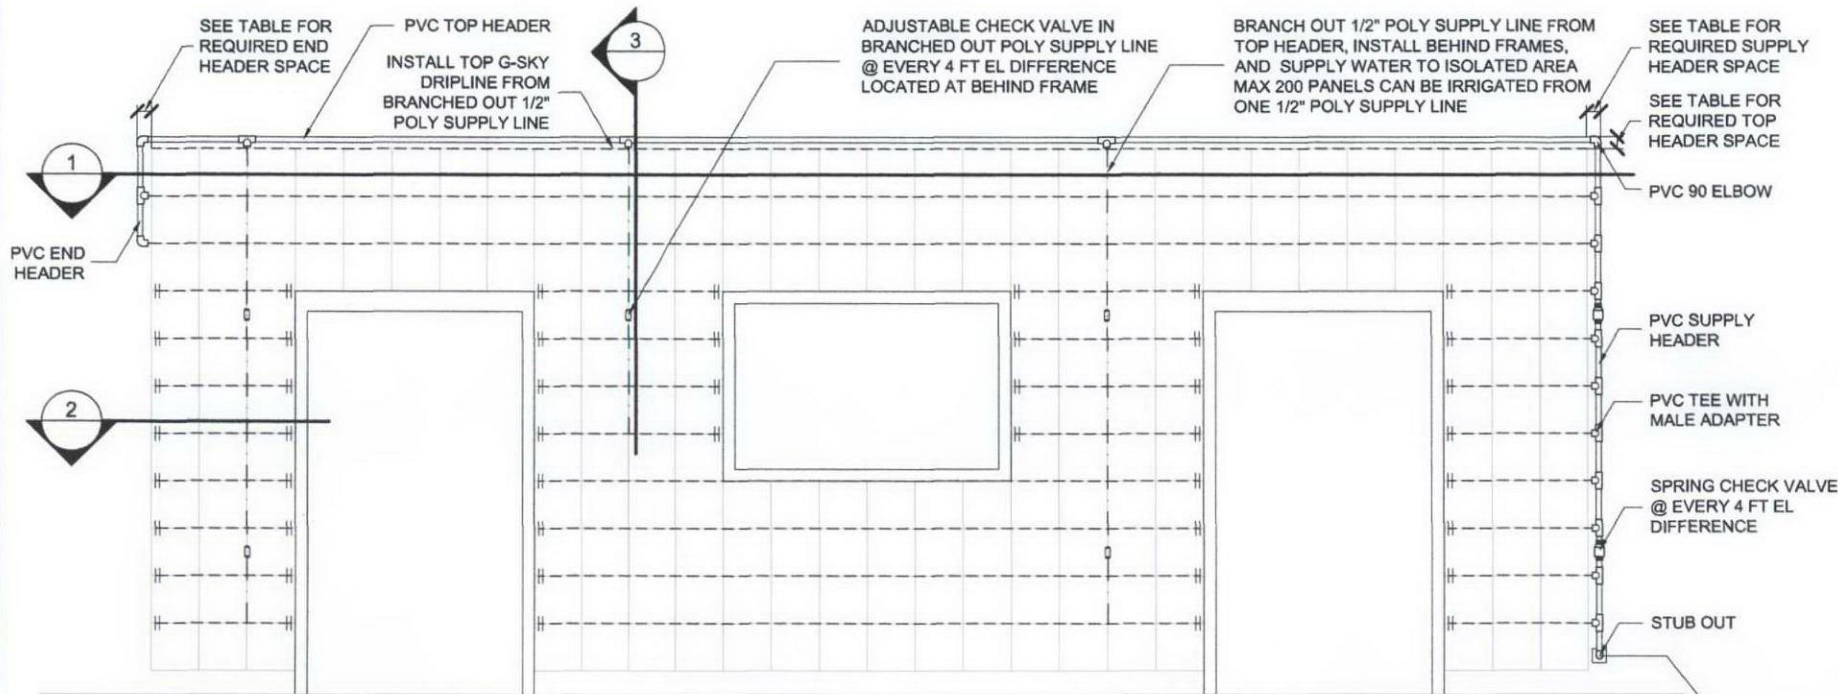 SEE TABLE FOR
REQUIRED END
HEADER SPACE
PVC TOP HEADER
INSTALL TOP G-SKY
DRIPLINE FROM
BRANCHED OUT 1/2"
POLY SUPPLY LINE
3
ADJUSTABLE CHECK VALVE IN
BRANCHED OUT POLY SUPPLY LINE
@ EVERY 4 FT EL DIFFERENCE
LOCATED AT BEHIND FRAME
BRANCH OUT 1/2" POLY SUPPLY LINE FROM
TOP HEADER, INSTALL BEHIND FRAMES,
AND SUPPLY WATER TO ISOLATED AREA
MAX 200 PANELS CAN BE IRRIGATED FROM
ONE 1/2" POLY SUPPLY LINE
SEE TABLE FOR
REQUIRED SUPPLY
HEADER SPACE
SEE TABLE FOR
REQUIRED TOP
HEADER SPACE
1
PVC 90 ELBOW
PVC END
HEADER
PVC SUPPLY
HEADER
2
PVC TEE WITH
MALE ADAPTER
SPRING CHECK VALVE
@ EVERY 4 FT EL
DIFFERENCE
STUB OUT